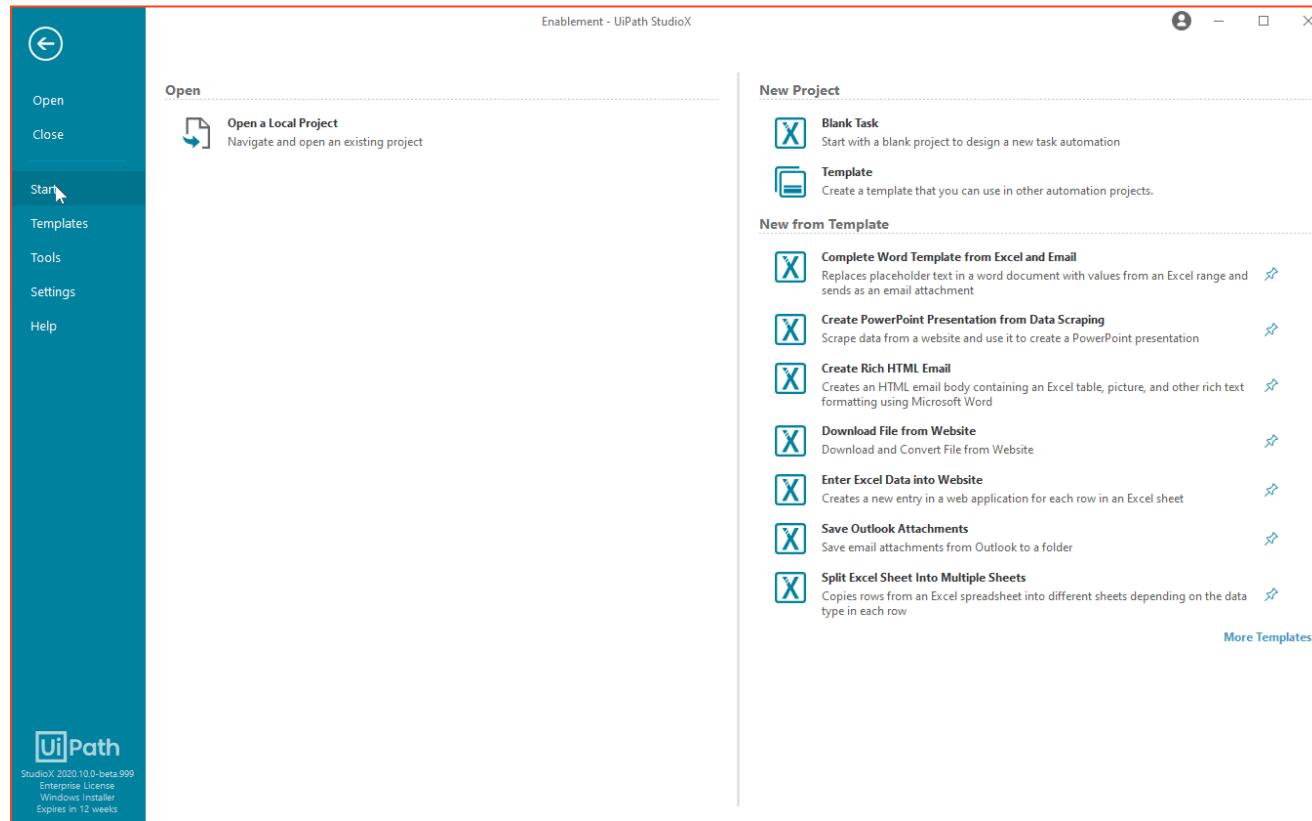 Enablement - UiPath StudioX
Open
Close
Start
Templates
Tools
Settings
Help
UiPath
StudioX 2020.10.0-beta.999
Enterprise License
Windows Installer
Expires in 12 weeks
Open
Open a Local Project
Navigate and open an existing project
New Project
Blank Task
Start with a blank project to design a new task automation
Template
Create a template that you can use in other automation projects.
New from Template
Complete Word Template from Excel and Email
Replaces placeholder text in a word document with values from an Excel range and
sends as an email attachment
Create PowerPoint Presentation from Data Scraping
Scrape data from a website and use it to create a PowerPoint presentation
Create Rich HTML Email
Creates an HTML email body containing an Excel table, picture, and other rich text
formatting using Microsoft Word
Download File from Website
Download and Convert File from Website
Enter Excel Data into Website
Creates a new entry in a web application for each row in an Excel sheet
Save Outlook Attachments
Save email attachments from Outlook to a folder
Split Excel Sheet Into Multiple Sheets
Copies rows from an Excel spreadsheet into different sheets depending on the data
type in each row
More Templates